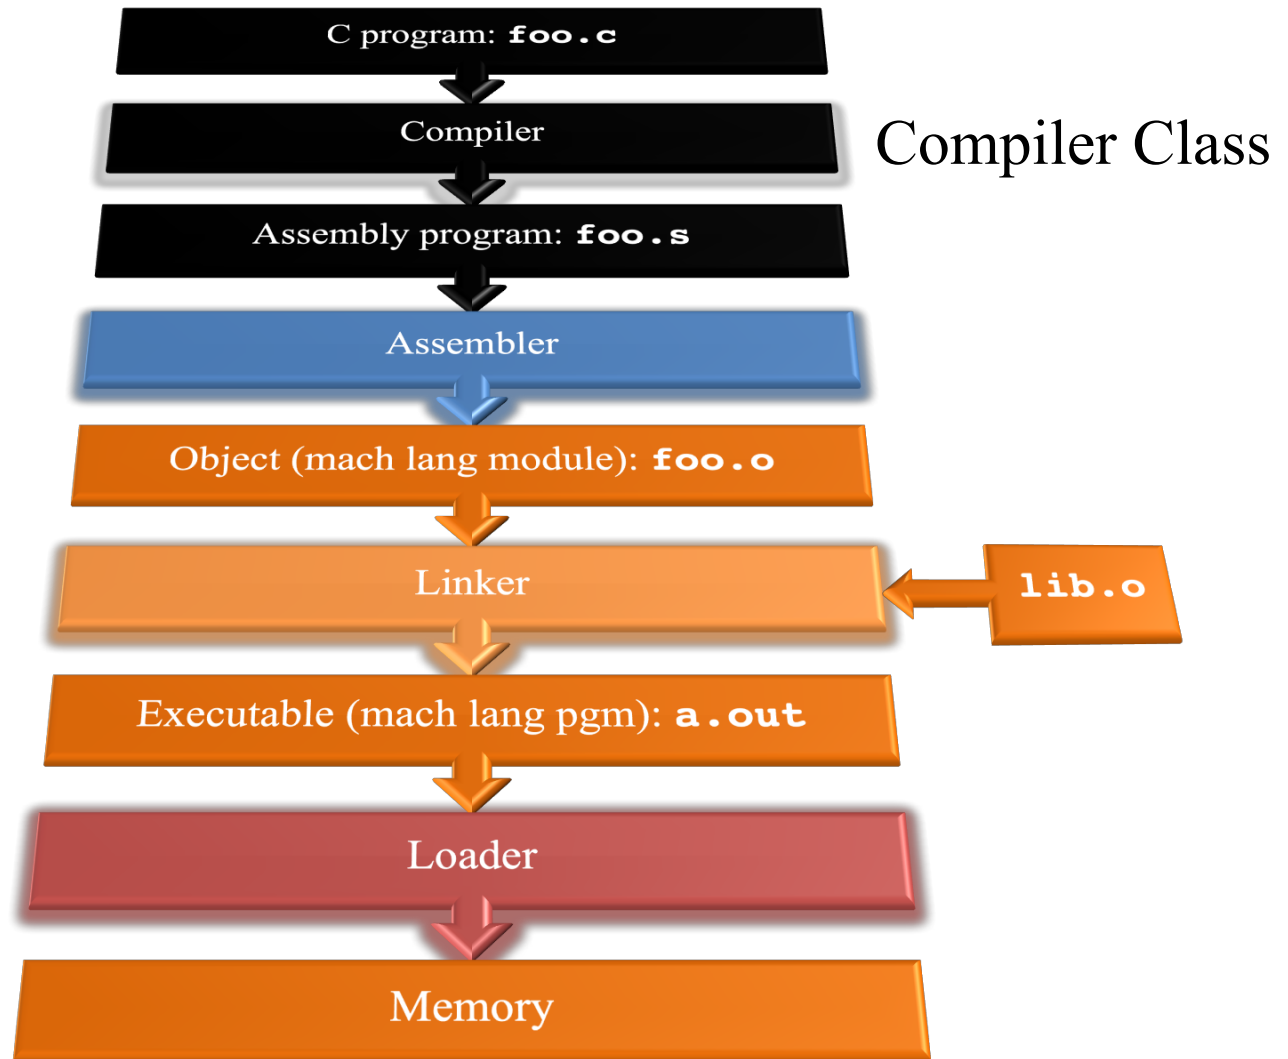 C program: foo.c
Compiler
Compiler Class
Assembly program: foo.s
Assembler
Object (mach lang module): foo.o
Linker
lib.o
Executable (mach lang pgm): a.out
Loader
Memory